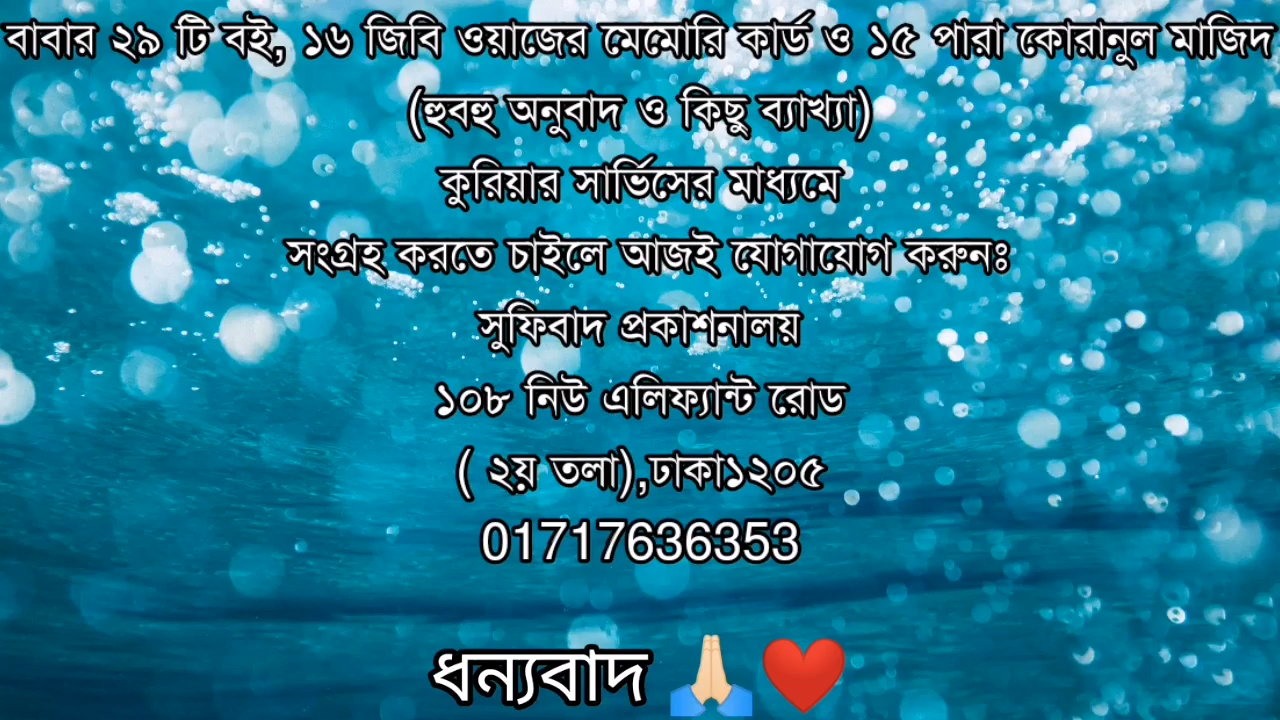 বাবার ২৯ টি বই, ১৬ জিবি ওয়াজের মেমোরি কার্ড ও ১৫ পারা কোরানুল মাজিদ
(হুবহু অনুবাদ ও কিছু ব্যাখ্যা)
কুরিয়ার সার্ভিসের মাধ্যমে
সংগ্রহ করতে চাইলে আজই যোগাযোগ করুনঃ
সুফিবাদ প্রকাশনালয়
১০৮ নিউ এলিফ্যান্ট রোড
( ২য় তলা),ঢাকা১২০৫
01717636353
ধন্যবাদ 🙏🏻❤️